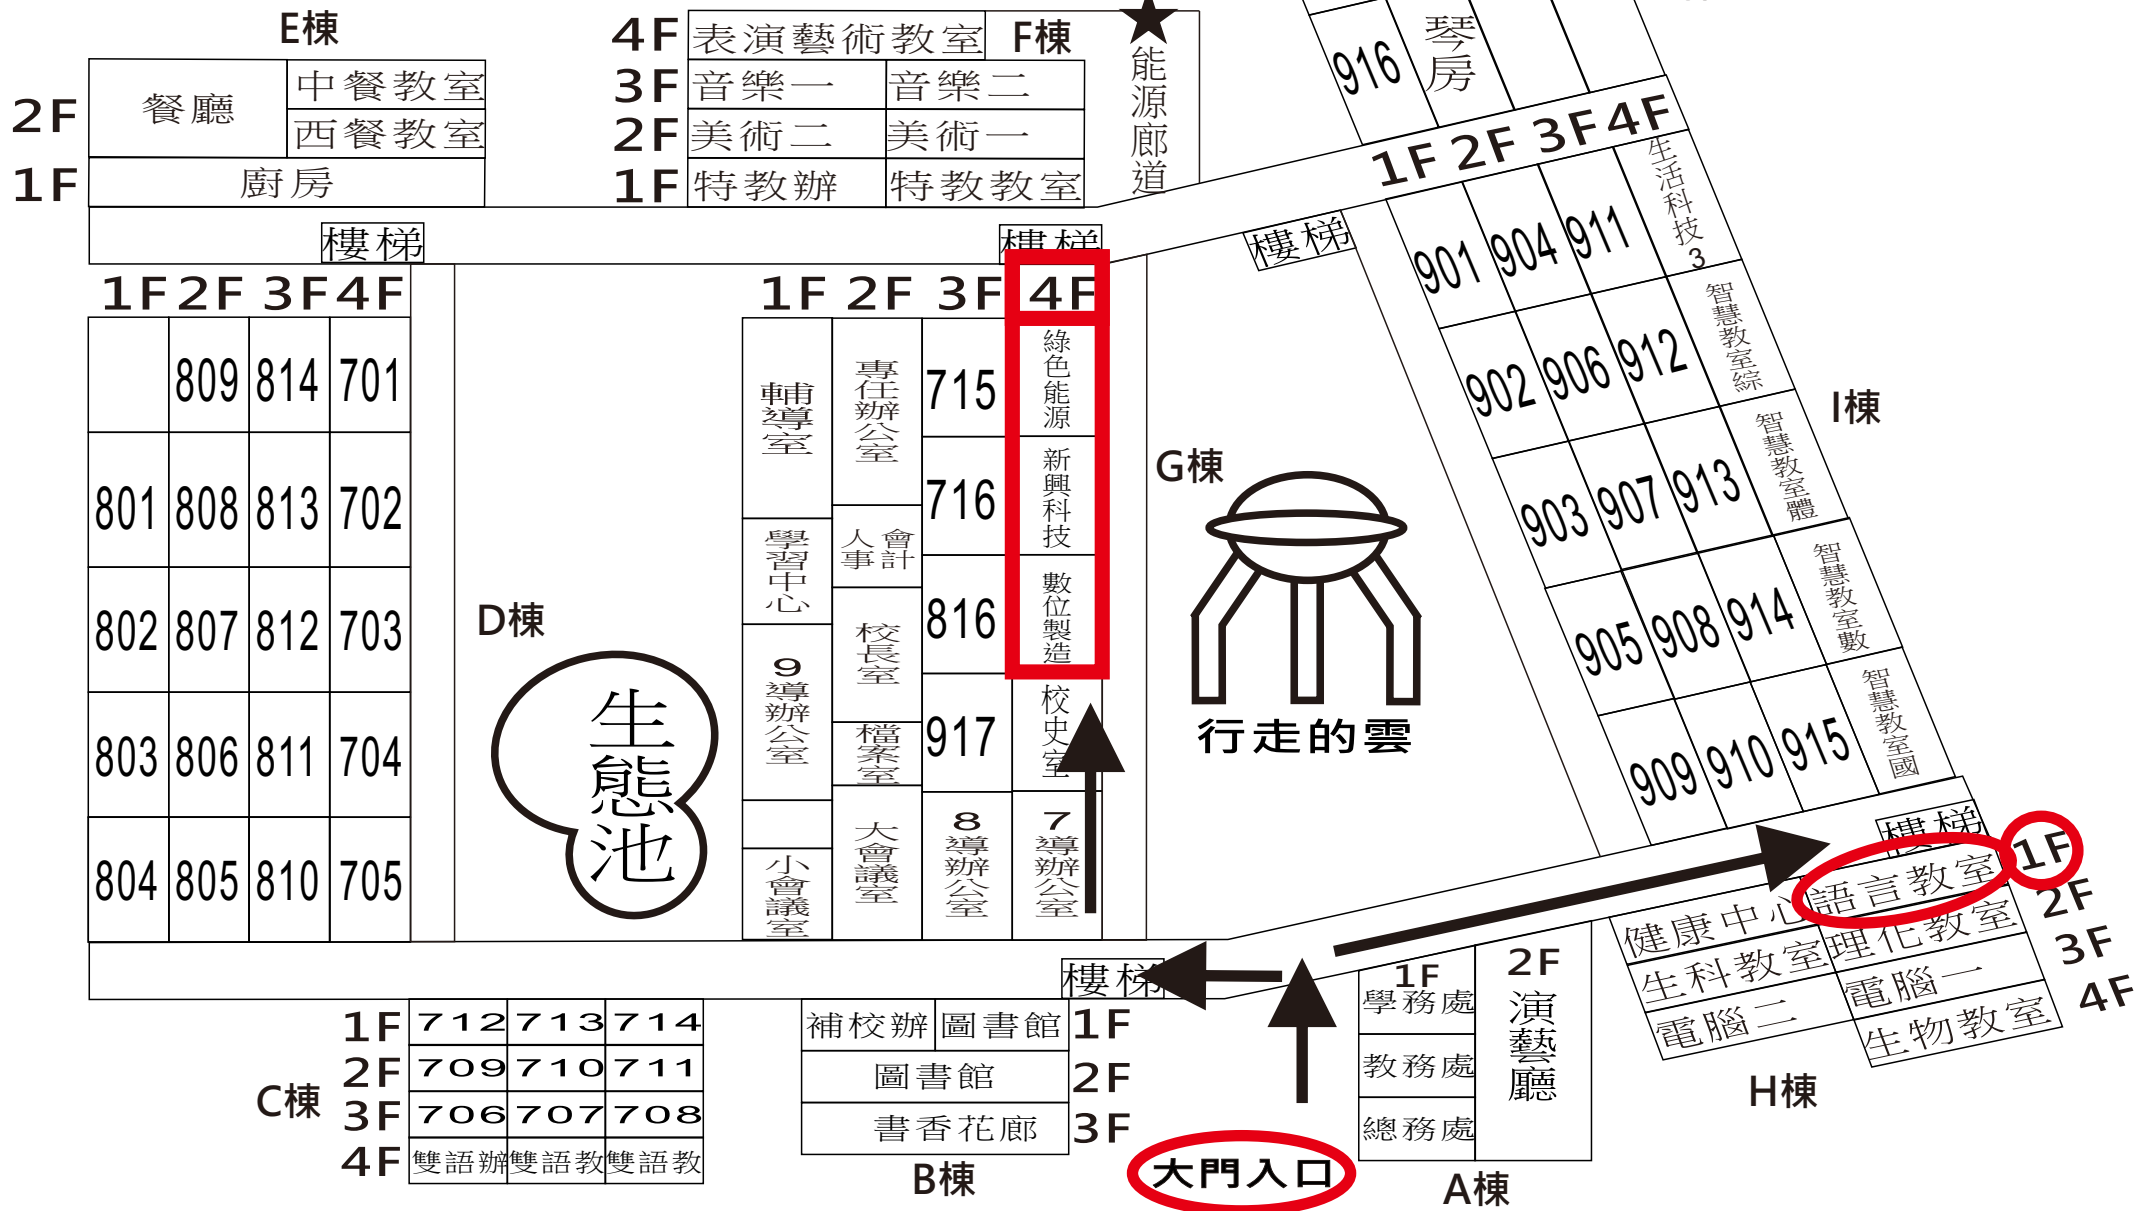 E棟
2F
餐廳
中餐教室
西餐教室
1F
廚房
樓梯
4F
表演藝術教室
F棟
3F
音樂一
音樂二
2F
美術二
美術一
1F
特教辦
特教教室
樓梯
能源廊道
916
琴房
1F 2F 3F 4F
樓梯
901 904 911 生活科技3
902 906 912 智慧教室綜
903 907 913 智慧教室體
905 908 914 智慧教室數
909 910 915 智慧教室國
I棟
1F 2F 3F 4F
809 814 701
801 808 813 702
802 807 812 703
803 806 811 704
804 805 810 705
D棟
生態池
1F 2F 3F 4F
輔導室
學習中心
9導辦公室
小會議室
專任辦公室
人事
會計
校長室
檔案室
大會議室
715
716
816
917
8導辦公室
綠色能源
新興科技
數位製造
校史室
7導辦公室
G棟
行走的雲
樓梯
1F
2F
3F
4F
健康中心
語言教室
生科教室
理化教室
電腦二
電腦一
生物教室
H棟
樓梯
C棟
1F 712 713 714
2F 709 710 711
3F 706 707 708
4F 雙語辦 雙語教 雙語教
補校辦
圖書館
1F
圖書館
2F
書香花廊
3F
B棟
大門入口
1F
學務處
教務處
總務處
2F
演藝廳
A棟